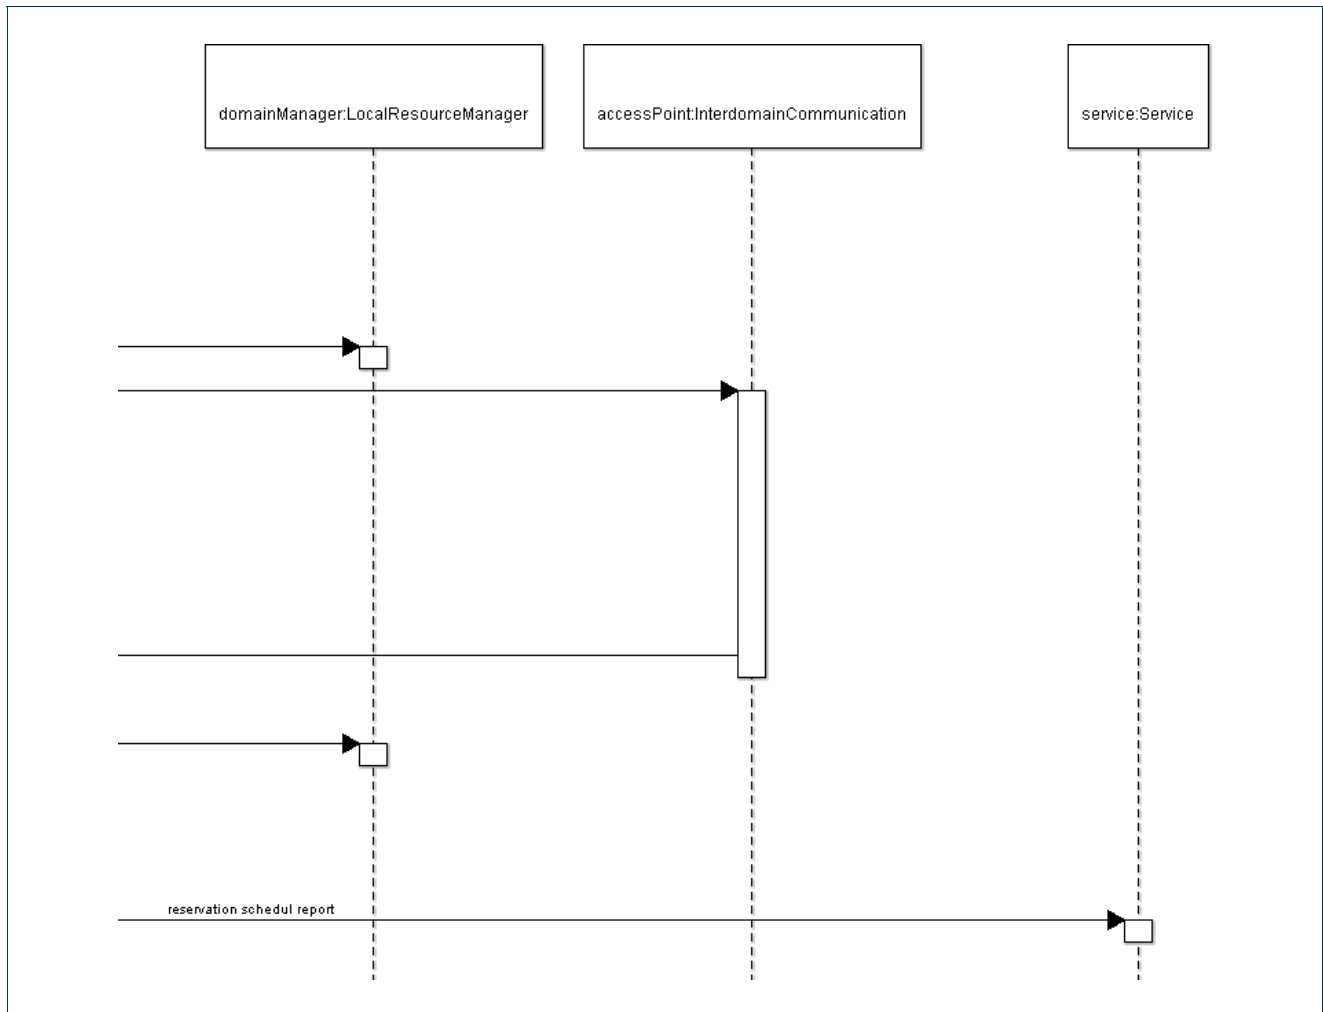 domainManager:LocalResourceManager
accessPoint:InterdomainCommunication
service:Service
reservation schedul report